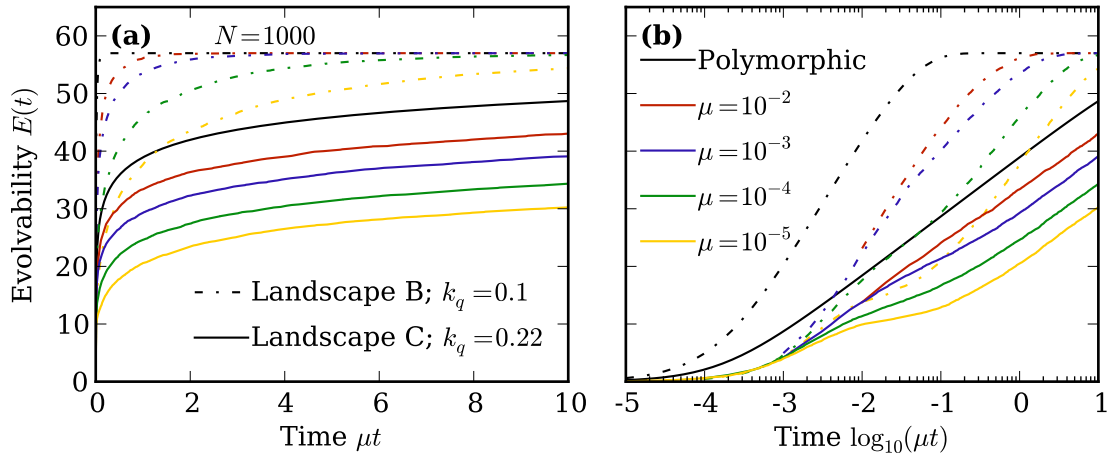 (a)
N=1000
Evolvability E(t)
60
50
40
30
20
10
0
Landscape B; k_q=0.1
Landscape C; k_q=0.22
0 2 4 6 8 10
Time μt
(b)
Polymorphic
μ=10^{-2}
μ=10^{-3}
μ=10^{-4}
μ=10^{-5}
-5 -4 -3 -2 -1 0 1
Time log_{10}(μt)